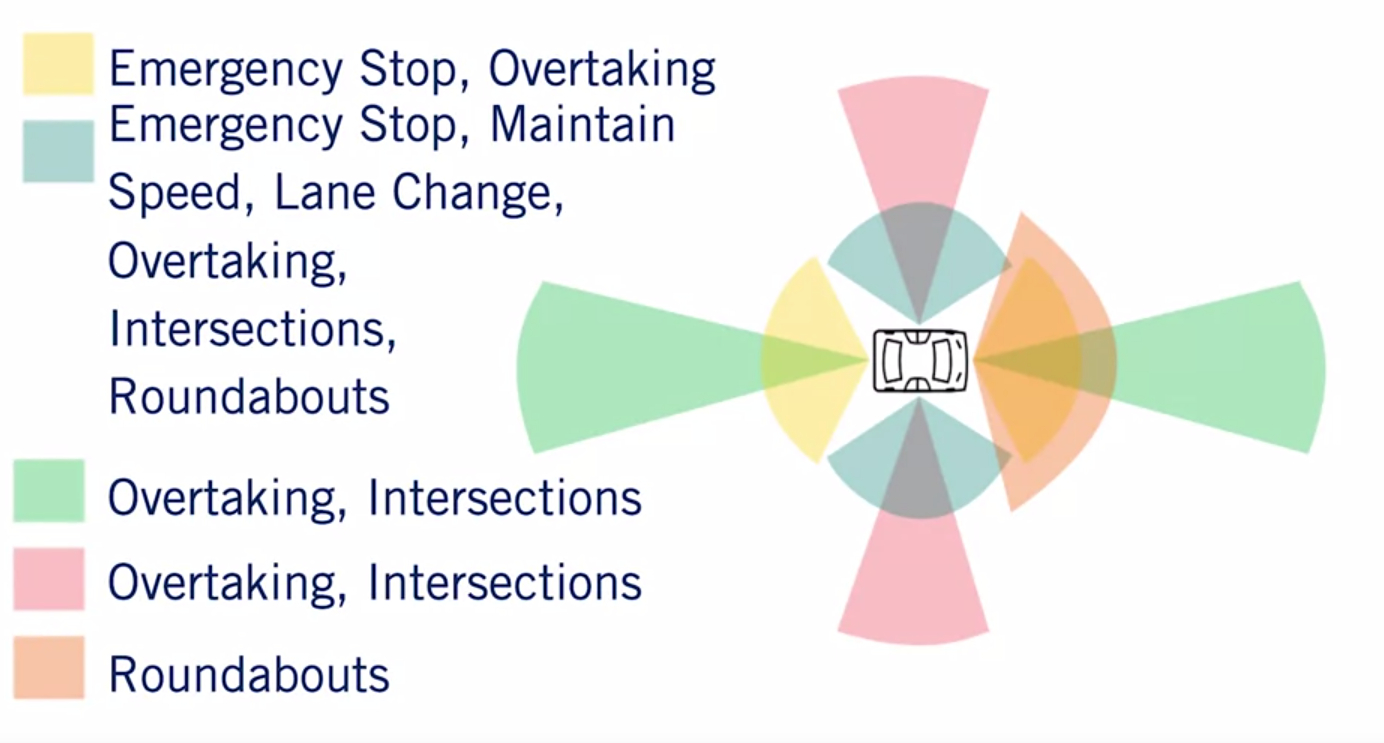 Emergency Stop, Overtaking
Emergency Stop, Maintain
Speed, Lane Change,
Overtaking,
Intersections,
Roundabouts
Overtaking, Intersections
Overtaking, Intersections
Roundabouts